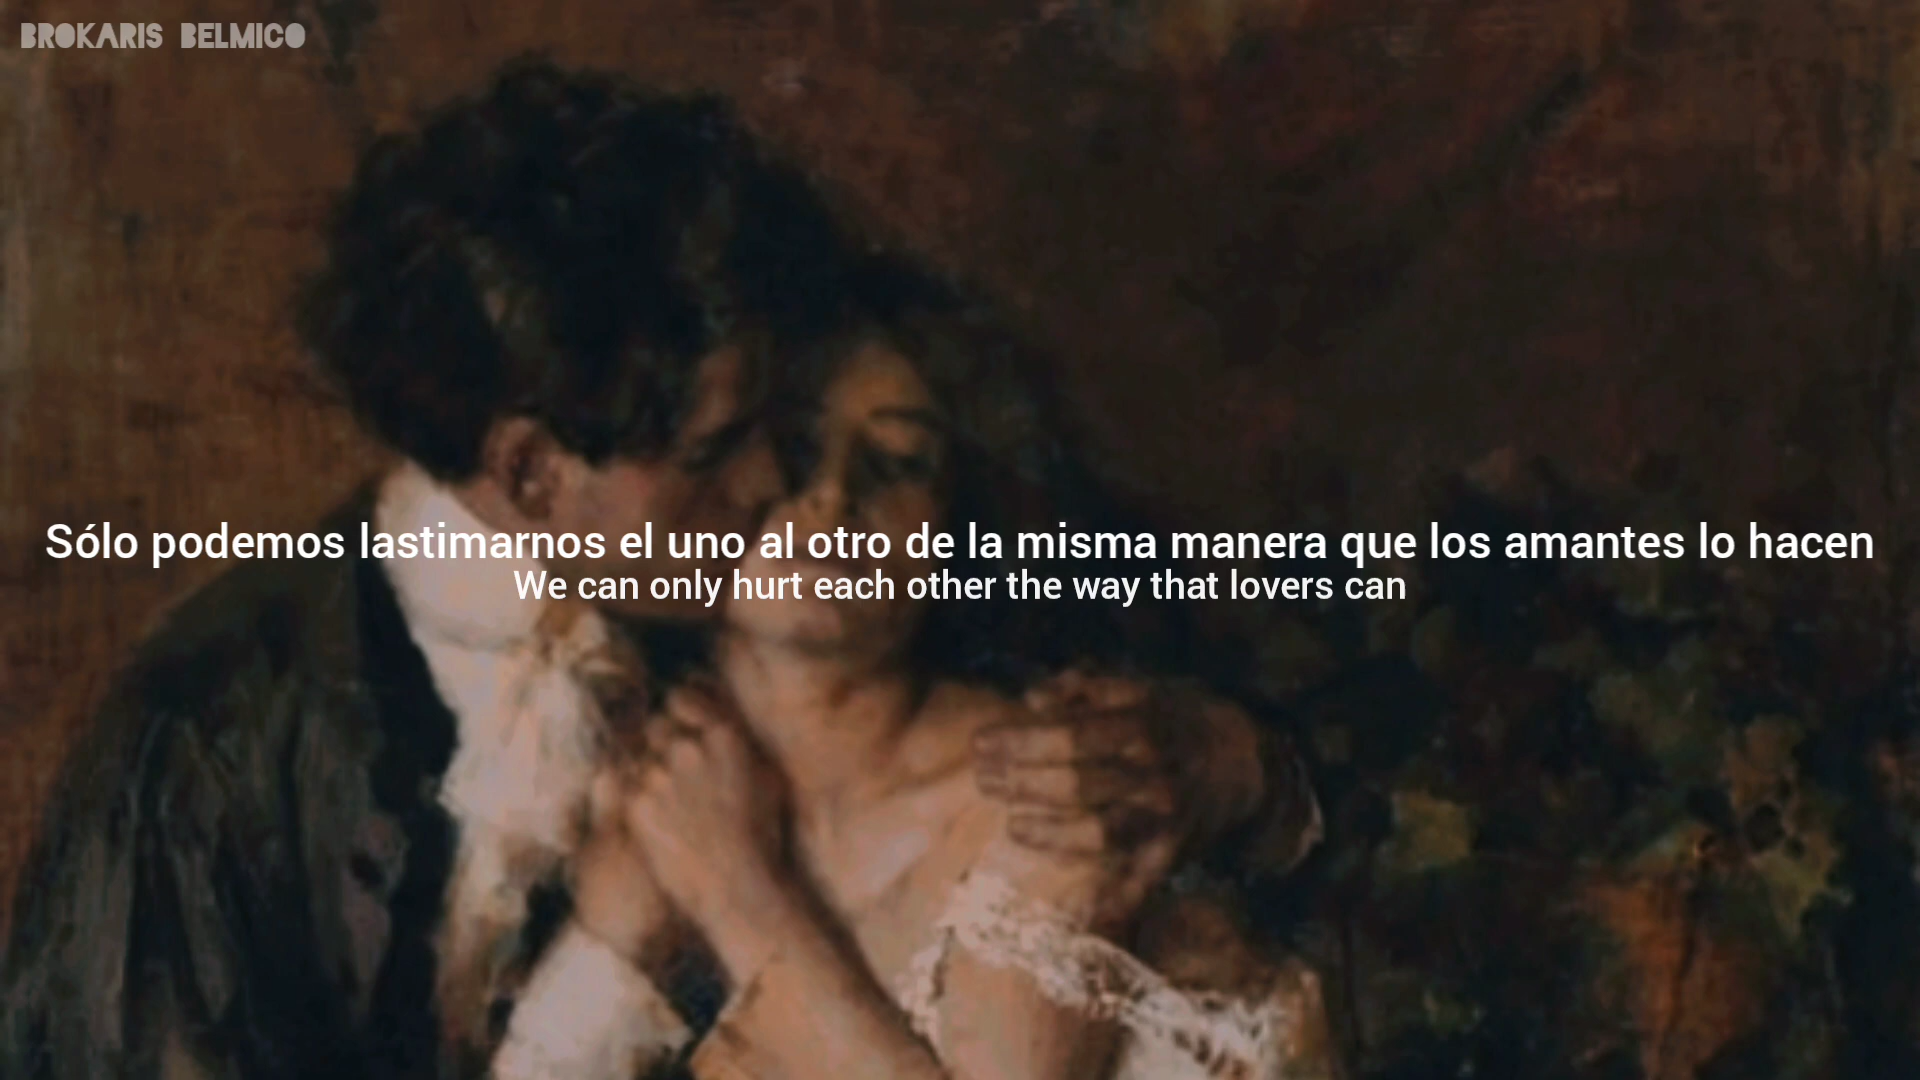 BROKARIS BELMICO
Sólo podemos lastimarnos el uno al otro de la misma manera que los amantes lo hacen
We can only hurt each other the way that lovers can